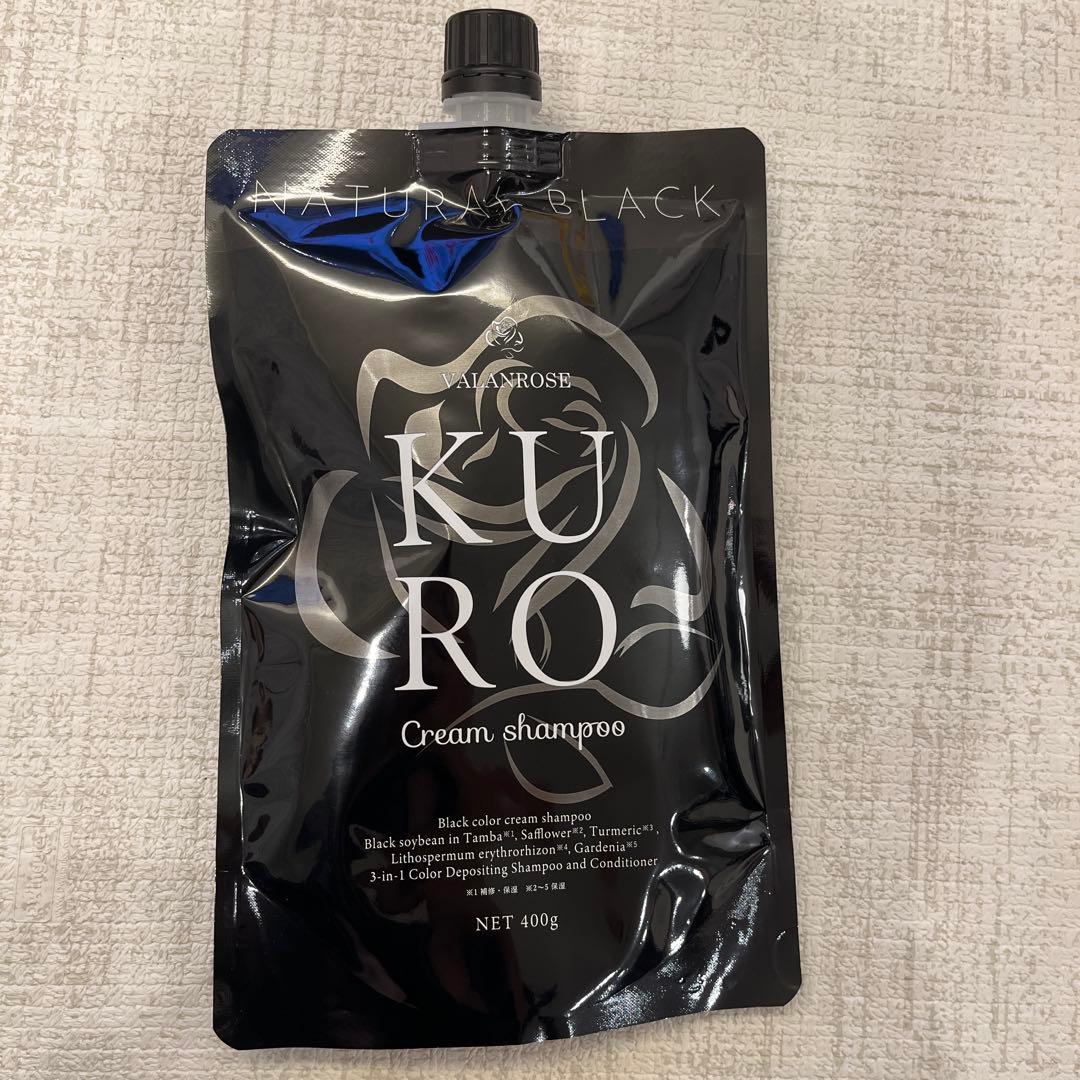 NATURAL BLACK
VALANROSE
KU
RO
Cream shampoo
Black color cream shampoo
Black soybean in Tamba※1, Safflower※2, Turmeric※3,
Lithospermum erythrorhizon※4, Gardenia※5
3-in-1 Color Depositing Shampoo and Conditioner
※1 補修・保湿 ※2～5 保湿
NET 400g